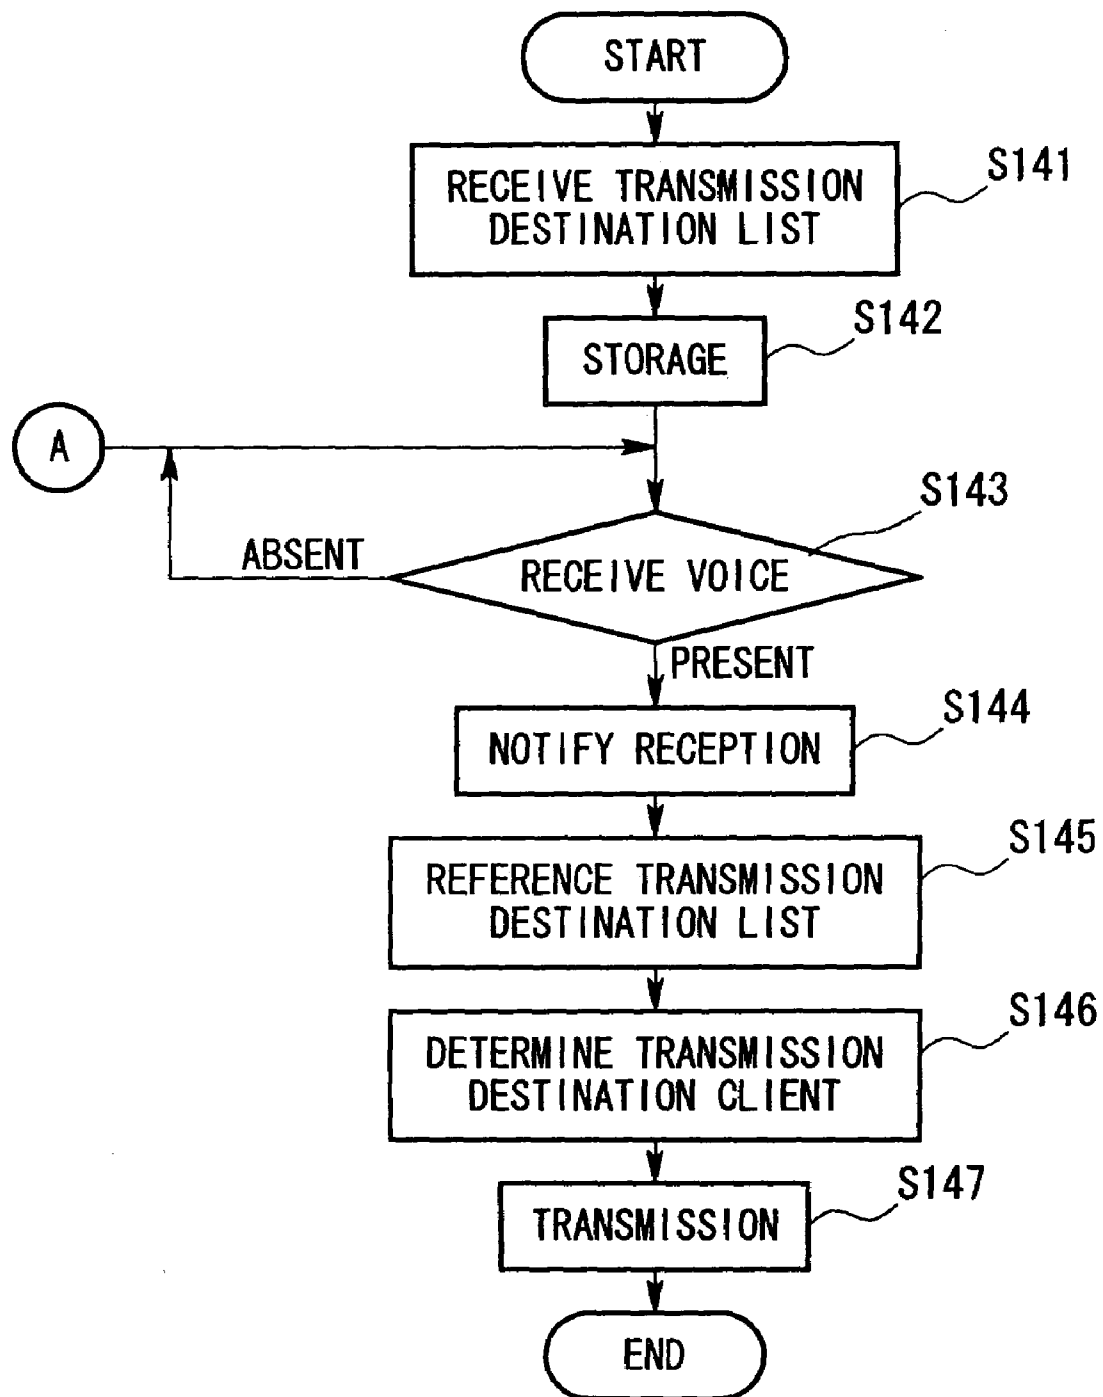 START
RECEIVE TRANSMISSION
DESTINATION LIST
S141
STORAGE
S142
A
S143
ABSENT
RECEIVE VOICE
PRESENT
NOTIFY RECEPTION
S144
REFERENCE TRANSMISSION
DESTINATION LIST
S145
DETERMINE TRANSMISSION
DESTINATION CLIENT
S146
TRANSMISSION
S147
END